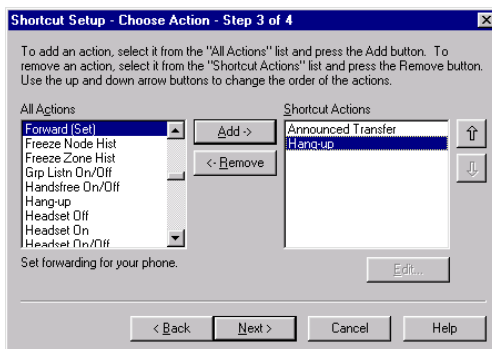 Shortcut Setup - Choose Action - Step 3 of 4
To add an action, select it from the "All Actions" list and press the Add button. To
remove an action, select it from the "Shortcut Actions" list and press the Remove button.
Use the up and down arrow buttons to change the order of the actions.
All Actions
Shortcut Actions
Forward (Set)
Freeze Node Hist
Freeze Zone Hist
Grp Listn On/Off
Handsfree On/Off
Hang-up
Headset Off
Headset On
Headset On/Off
Add ->
<- Remove
Announced Transfer
Hang-up
Set forwarding for your phone.
Edit...
< Back
Next >
Cancel
Help